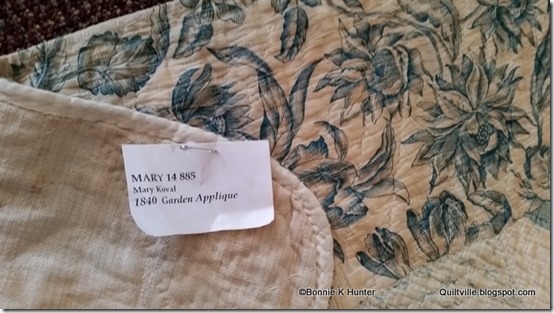 MARY 14 885
Mary Koval
1840 Garden Applique
©Bonnie K Hunter
Quiltville.blogspot.com